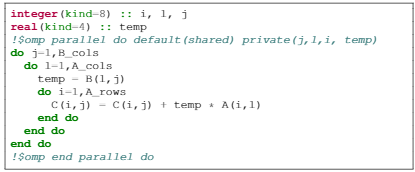 integer(kind=8) :: i, l, j
real(kind=4) :: temp
!$omp parallel do default(shared) private(j,l,i, temp)
do j=1,B_cols
do l=1,A_cols
temp = B(l,j)
do i=1,A_rows
C(i,j) = C(i,j) + temp * A(i,l)
end do
end do
end do
!$omp end parallel do